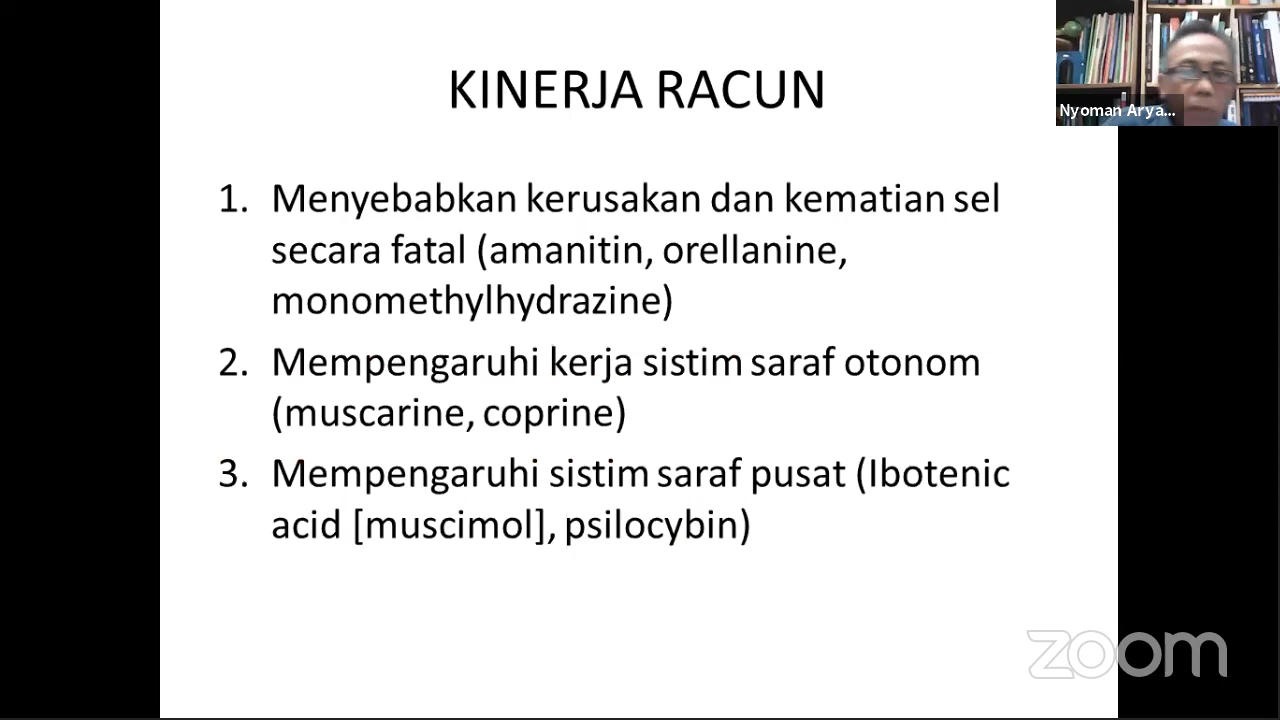 KINERJA RACUN
Nyoman Arya...
1. Menyebabkan kerusakan dan kematian sel
secara fatal (amanitin, orellanine,
monomethylhydrazine)
2. Mempengaruhi kerja sistim saraf otonom
(muscarine, coprine)
3. Mempengaruhi sistim saraf pusat (Ibotenic
acid [muscimol], psilocybin)
zoom